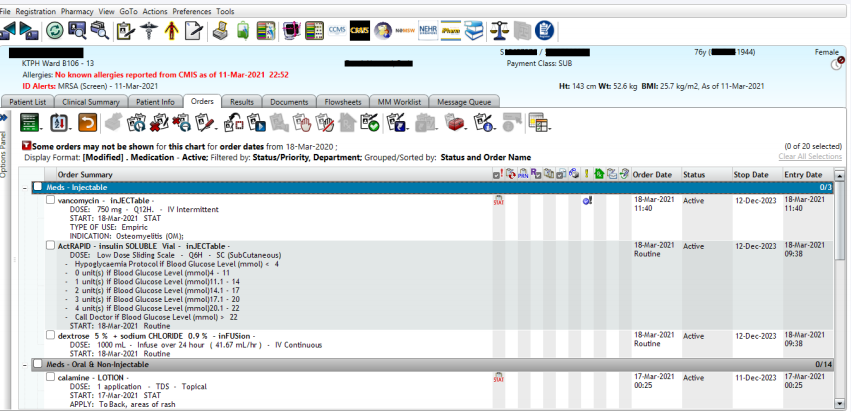 File Registration Pharmacy View GoTo Actions Preferences Tools
CCMS NEHR iPharm
S / -1944) Female
76y (
KTPH Ward B106 - 13 Payment Class: SUB
Allergies: No known allergies reported from CMIS as of 11-Mar-2021 22:52
ID Alerts: MRSA (Screen) - 11-Mar-2021 Ht: 143 cm Wt: 52.6 kg BMI: 25.7 kg/m2, As of 11-Mar-2021
Patient List Clinical Summary Patient Info Orders Results Documents Flowsheets MM Worklist Message Queue
Options Panel
Some orders may not be shown for this chart for order dates from 18-Mar-2020 ; (0 of 20 selected)
Display Format: [Modified] . Medication - Active; Filtered by: Status/Priority, Department; Grouped/Sorted by: Status and Order Name Clear All Selections
Order Summary PRN Order Date Status Stop Date Entry Date
Meds - Injectable 0/3
vancomycin - inJECTable - STAT 18-Mar-2021 Active 12-Dec-2023 18-Mar-2021
DOSE: 750 mg - Q12H. - IV Intermittent 11:40 11:40
START: 18-Mar-2021 STAT
TYPE OF USE: Empiric
INDICATION: Osteomyelitis (OM);
ActRAPID - insulin SOLUBLE Vial - inJECTable - 18-Mar-2021 Active 12-Dec-2023 18-Mar-2021
DOSE: Low Dose Sliding Scale - Q6H - SC (SubCutaneous) Routine 09:38
- Hypoglycaemia Protocol if Blood Glucose Level (mmol) < 4
- 0 unit(s) if Blood Glucose Level (mmol)4 - 11
- 1 unit(s) if Blood Glucose Level (mmol)11.1 - 14
- 2 unit(s) if Blood Glucose Level (mmol)14.1 - 17
- 3 unit(s) if Blood Glucose Level (mmol)17.1 - 20
- 4 unit(s) if Blood Glucose Level (mmol)20.1 - 22
- Call Doctor if Blood Glucose Level (mmol) > 22
START: 18-Mar-2021 Routine
dextrose 5 % + sodium CHLORIDE 0.9 % - inFUSion - 18-Mar-2021 Active 12-Dec-2023 18-Mar-2021
DOSE: 1000 mL - Infuse over 24 hour ( 41.67 mL/hr ) - IV Continuous Routine 09:38
START: 18-Mar-2021 Routine
Meds - Oral & Non-Injectable 0/14
calamine - LOTION - STAT 17-Mar-2021 Active 11-Dec-2023 17-Mar-2021
DOSE: 1 application - TDS - Topical 00:25 00:25
START: 17-Mar-2021 STAT
APPLY: To Back, areas of rash